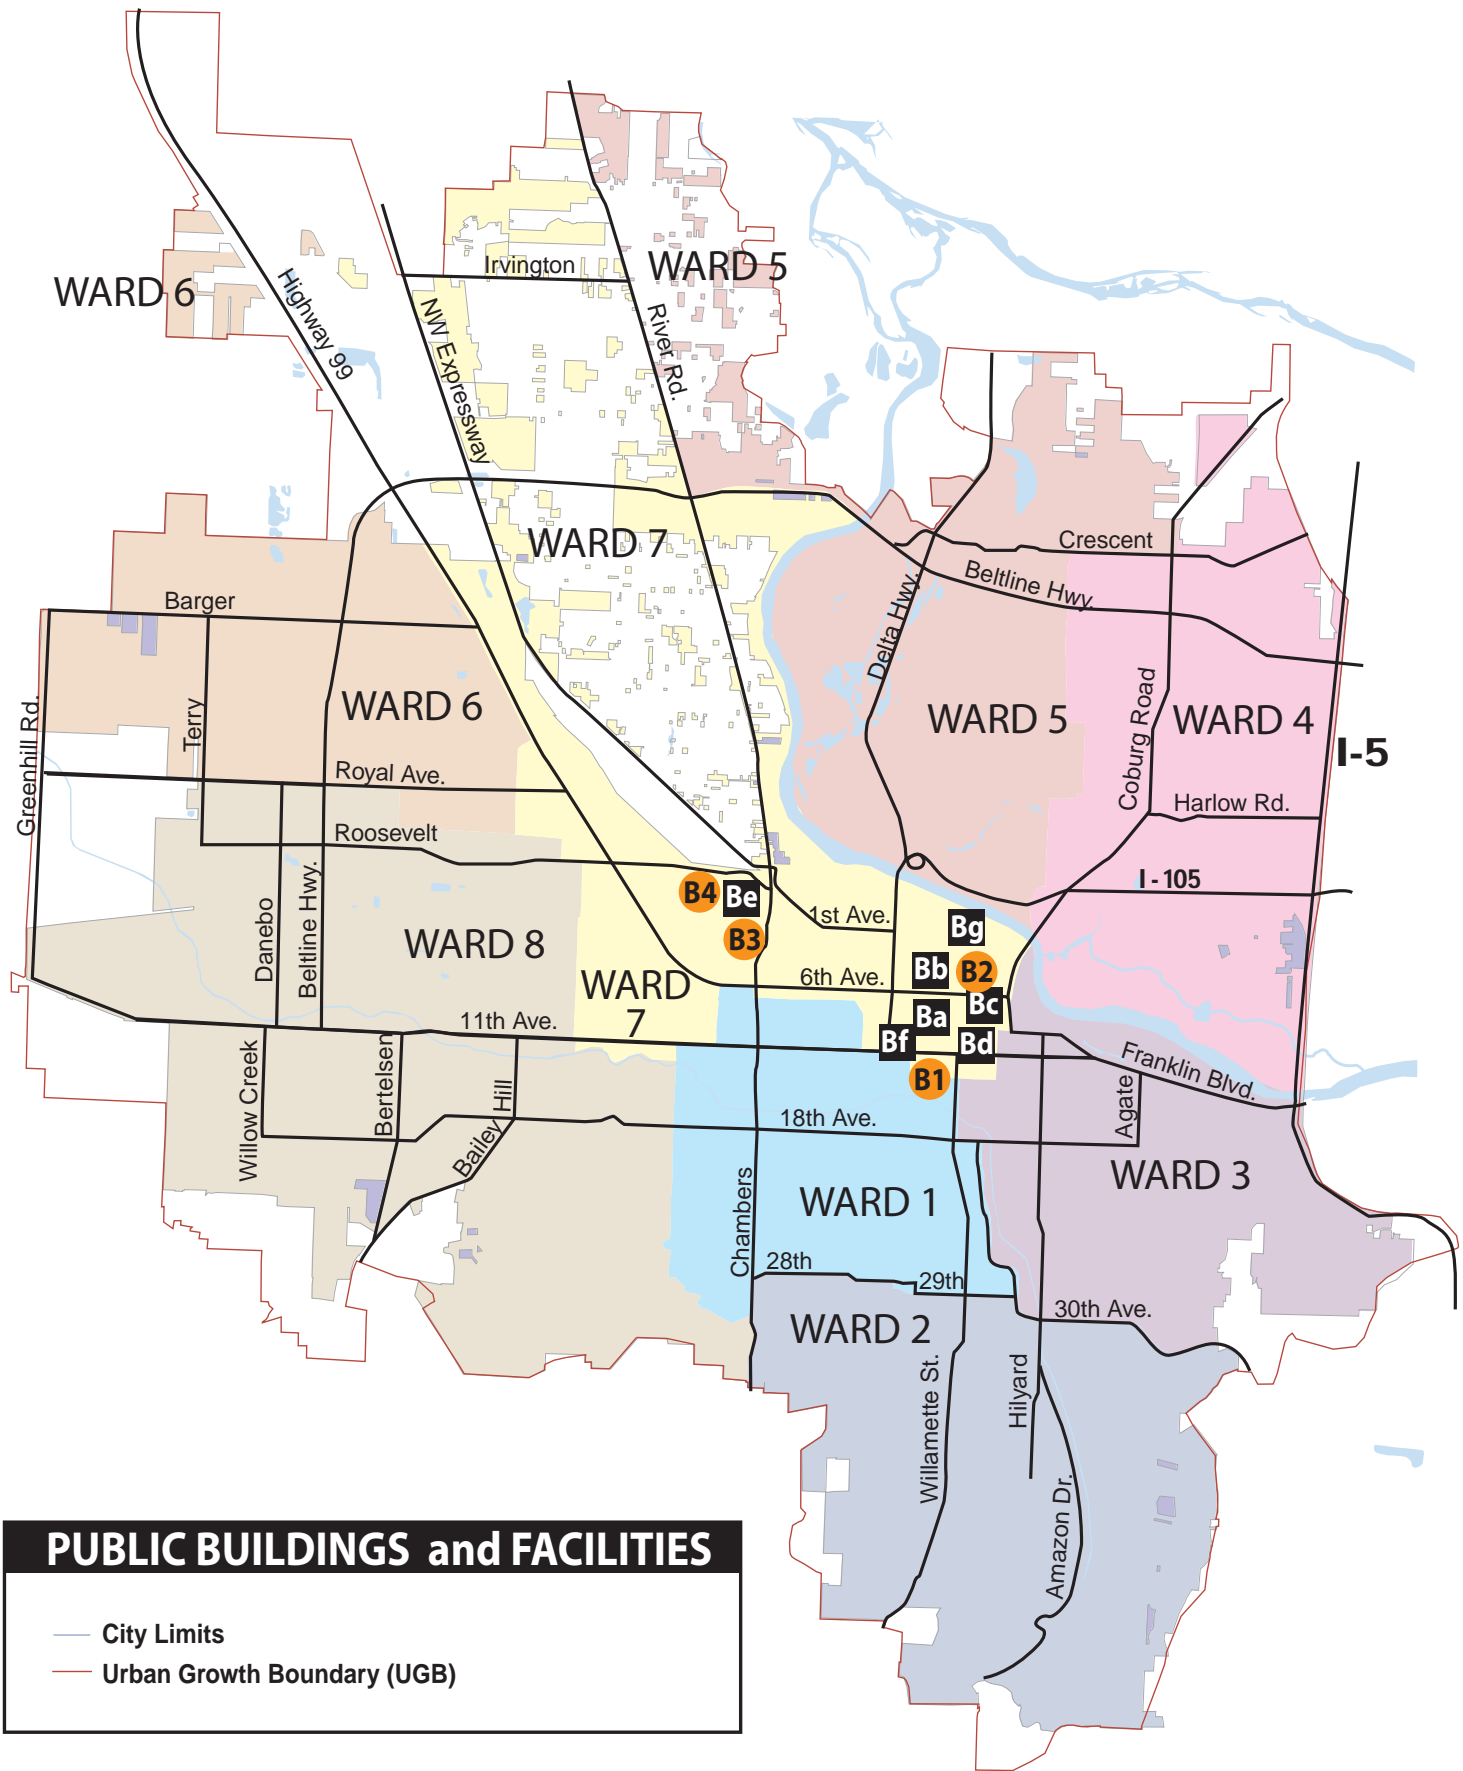 WARD 6
Highway 99
NW Expressway
Irvington
WARD 5
River Rd.
WARD 7
Crescent
Beltline Hwy.
Delta Hwy.
Barger
Greenhill Rd.
Terry
WARD 6
WARD 5
WARD 4
Coburg Road
I-5
Royal Ave.
Roosevelt
Harlow Rd.
I - 105
Danebo
Beltline Hwy.
WARD 8
B4
Be
B3
1st Ave.
Bg
Bb
B2
6th Ave.
Bc
WARD
7
Ba
Bf
Bd
B1
11th Ave.
Franklin Blvd.
Willow Creek
Bertelsen
Bailey
Hill
18th Ave.
Agate
WARD 3
WARD 1
Chambers
28th
29th
30th Ave.
WARD 2
Willamette St.
Hilyard
Amazon Dr.
PUBLIC BUILDINGS and FACILITIES
City Limits
Urban Growth Boundary (UGB)